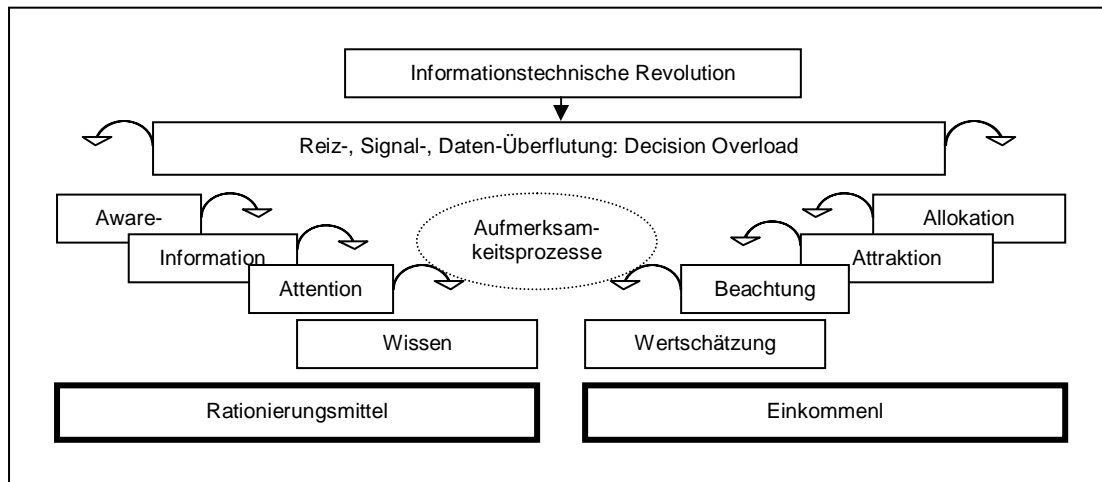 Informationstechnische Revolution
Reiz-, Signal-, Daten-Überflutung: Decision Overload
Aware-
Information
Attention
Wissen
Aufmerksam-
keitsprozesse
Allokation
Attraktion
Beachtung
Wertschätzung
Rationierungsmittel
Einkommenl